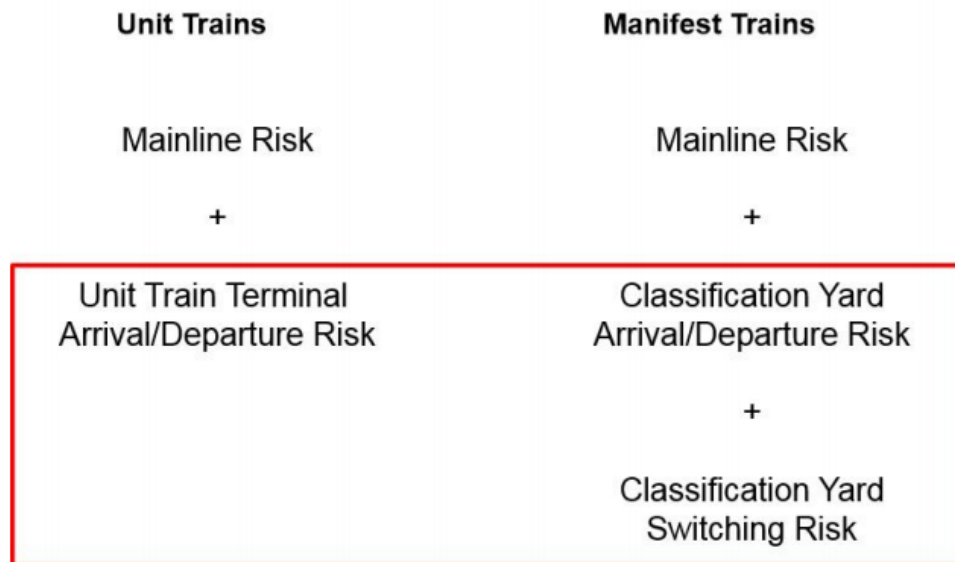 Unit Trains
Manifest Trains
Mainline Risk
Mainline Risk
+
+
Unit Train Terminal
Arrival/Departure Risk
Classification Yard
Arrival/Departure Risk
+
Classification Yard
Switching Risk